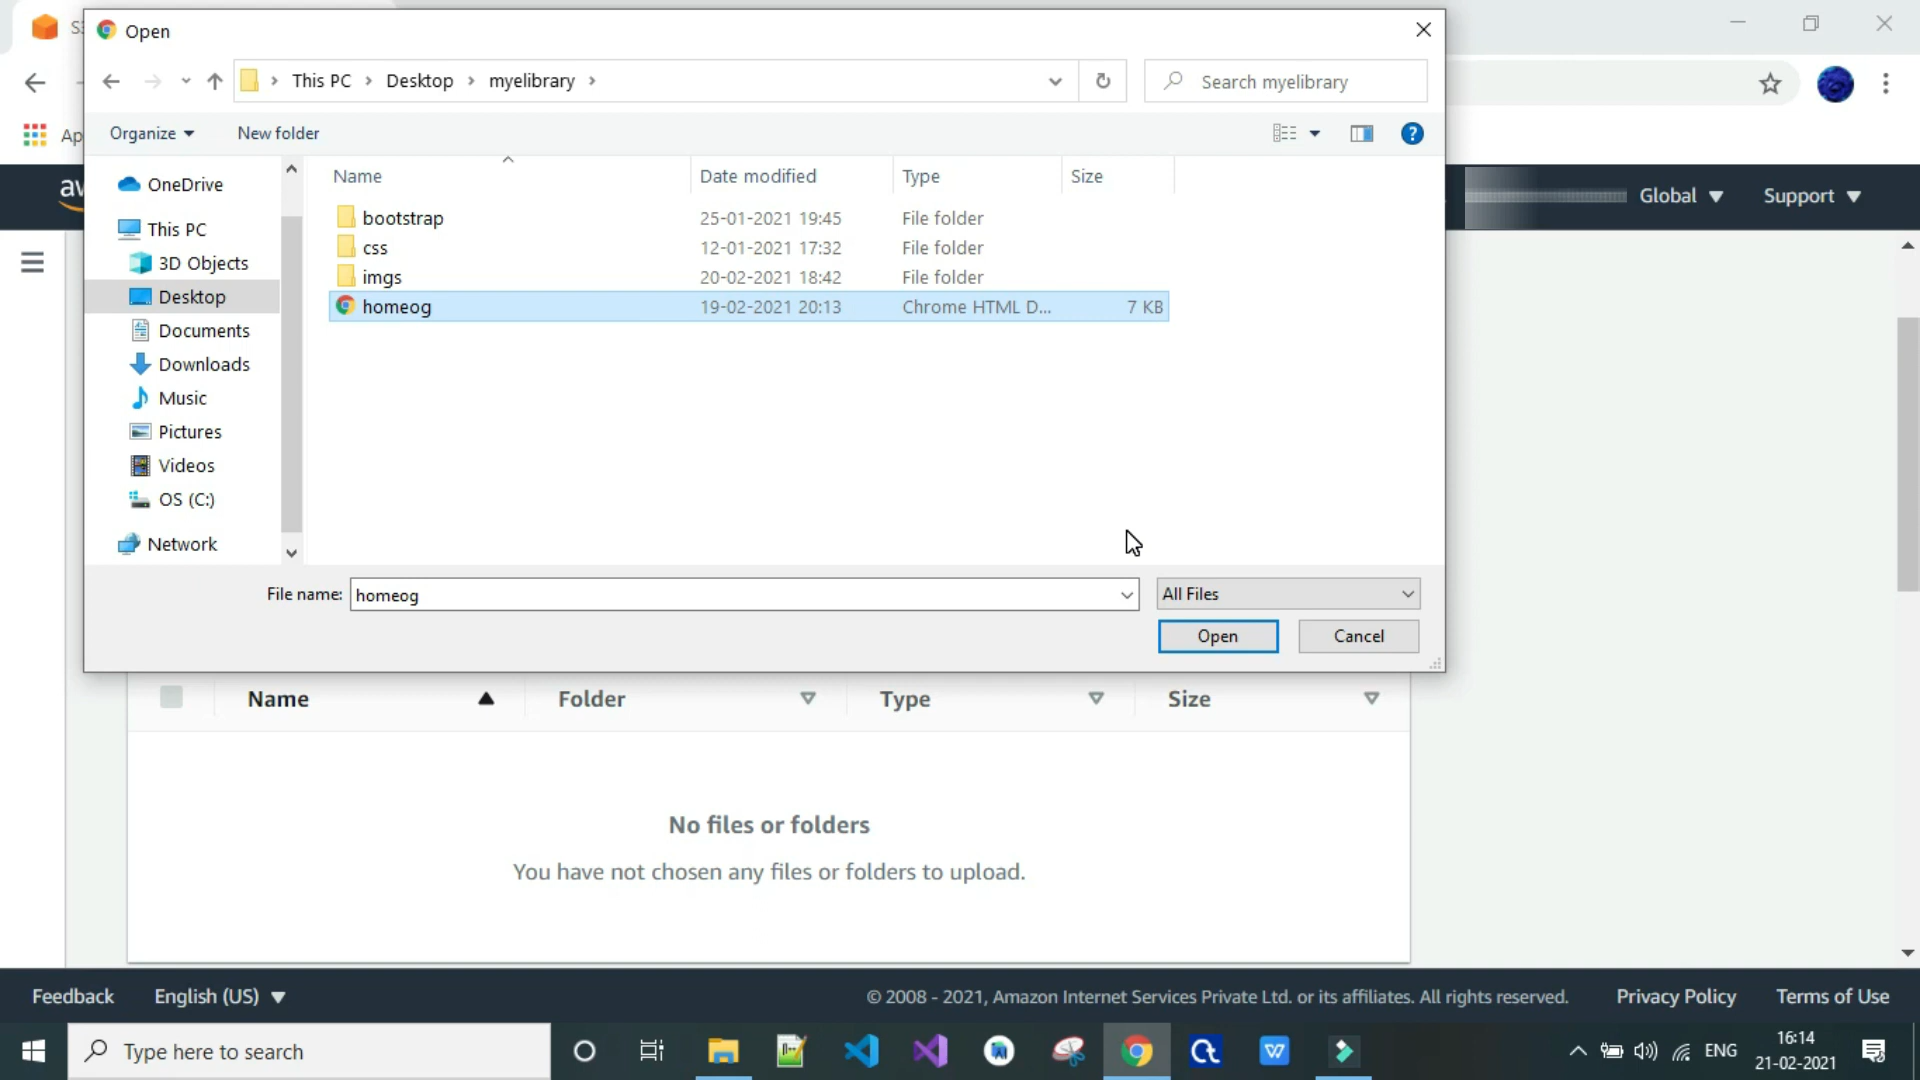 Open
This PC > Desktop > myelibrary >
Search myelibrary
Organize
New folder
Name
Date modified
Type
Size
OneDrive
This PC
3D Objects
Desktop
Documents
Downloads
Music
Pictures
Videos
OS (C:)
Network
bootstrap 25-01-2021 19:45 File folder
css 12-01-2021 17:32 File folder
imgs 20-02-2021 18:42 File folder
homeog 19-02-2021 20:13 Chrome HTML D... 7 KB
File name: homeog
All Files
Open
Cancel
Global
Support
Name Folder Type Size
No files or folders
You have not chosen any files or folders to upload.
Feedback English (US) © 2008 - 2021, Amazon Internet Services Private Ltd. or its affiliates. All rights reserved. Privacy Policy Terms of Use
Type here to search
ENG
16:14
21-02-2021